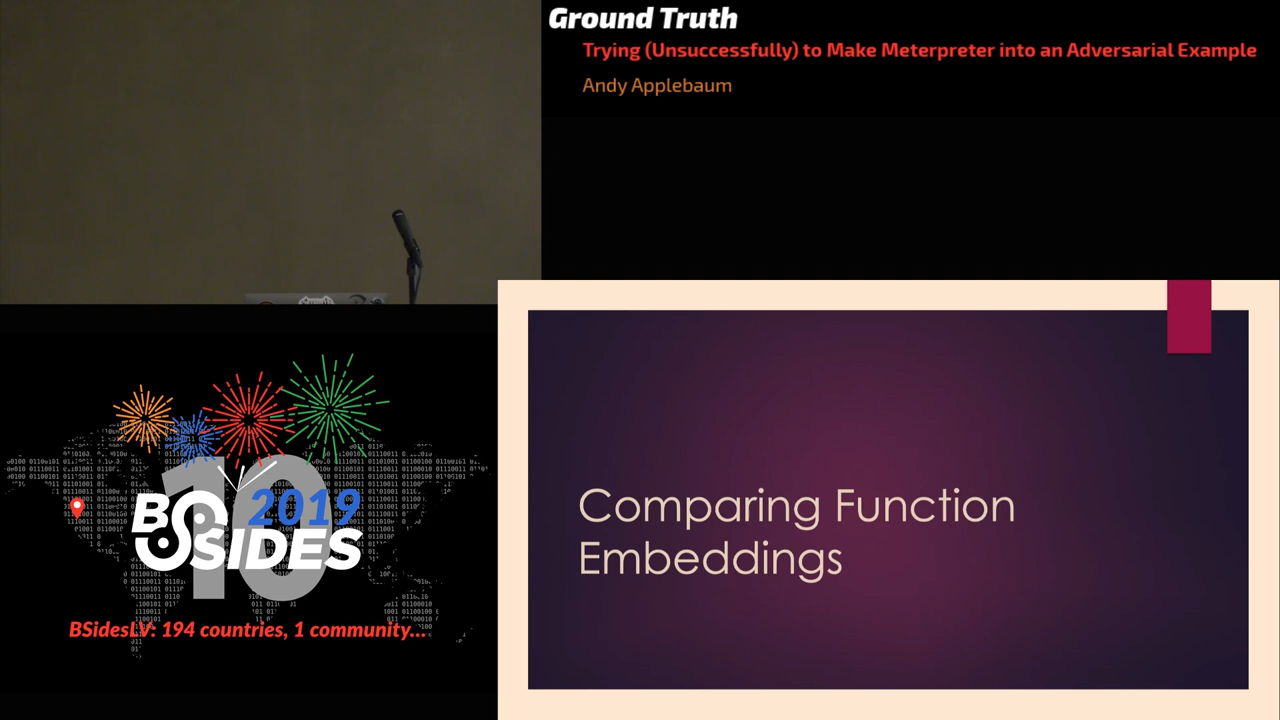 Ground Truth
Trying (Unsuccessfully) to Make Meterpreter into an Adversarial Example
Andy Applebaum
10
2019
BSIDES
BSidesLV: 194 countries, 1 community...
Comparing Function
Embeddings